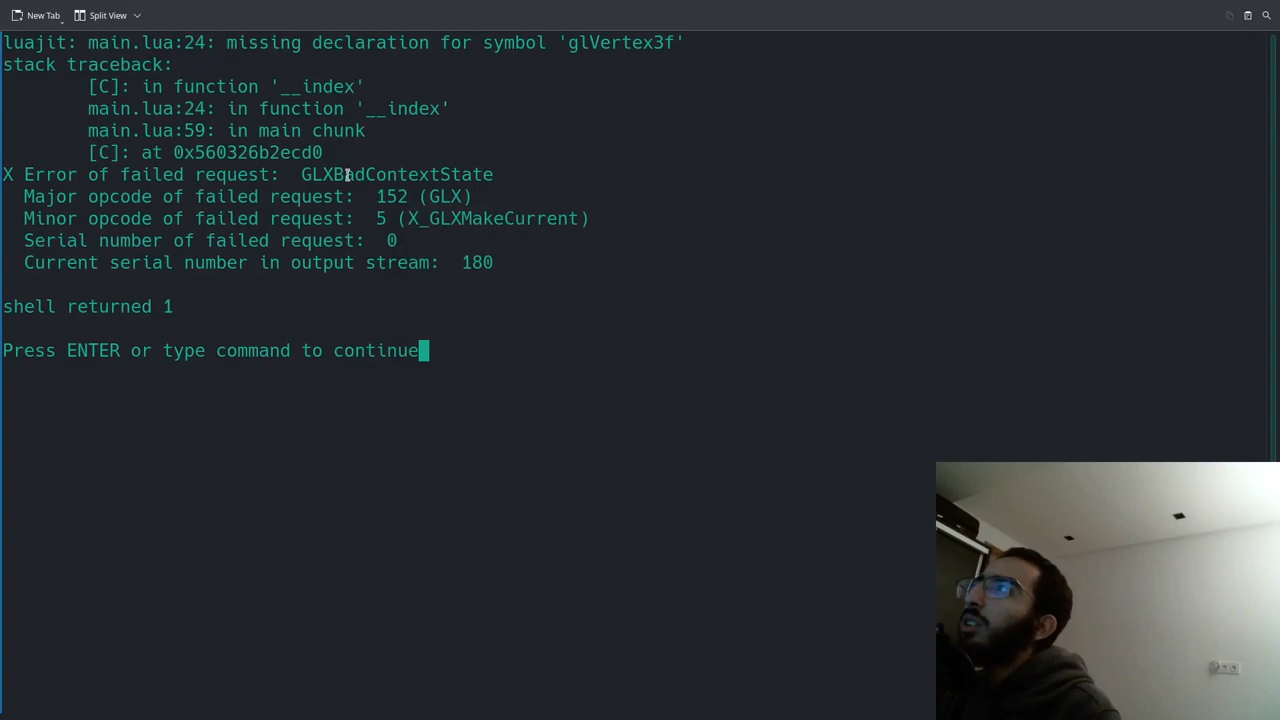 New Tab
Split View
luajit: main.lua:24: missing declaration for symbol 'glVertex3f'
stack traceback:
[C]: in function '__index'
main.lua:24: in function '__index'
main.lua:59: in main chunk
[C]: at 0x560326b2ecd0
X Error of failed request:  GLXBadContextState
Major opcode of failed request:  152 (GLX)
Minor opcode of failed request:  5 (X_GLXMakeCurrent)
Serial number of failed request:  0
Current serial number in output stream:  180
shell returned 1
Press ENTER or type command to continue